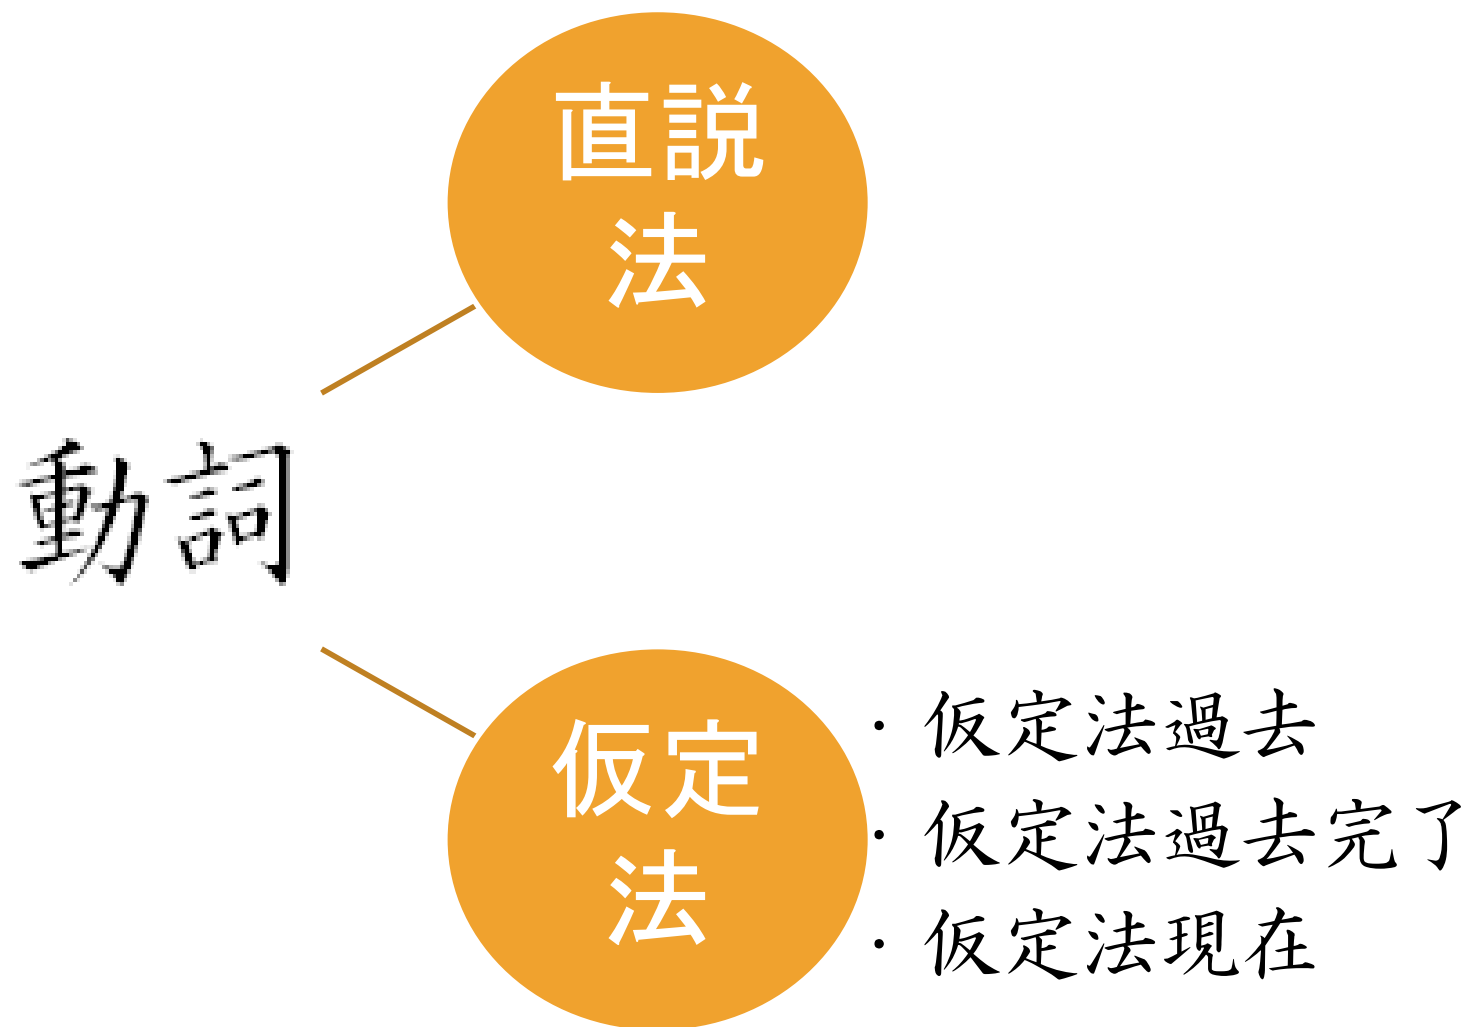 直説
法
動詞
仮定
法
・仮定法過去
・仮定法過去完了
・仮定法現在